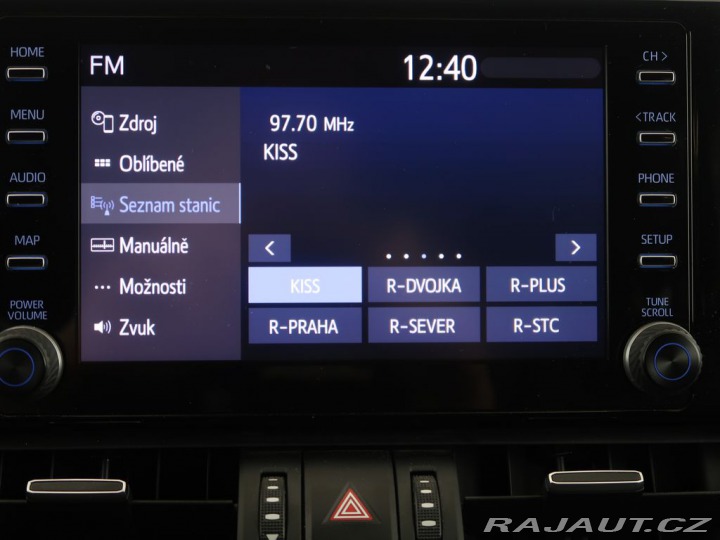 HOME
MENU
AUDIO
MAP
POWER
VOLUME
FM
12:40
Zdroj
Oblíbené
Seznam stanic
Manuálně
Možnosti
Zvuk
97.70 MHz
KISS
<
>
KISS
R-DVOJKA
R-PLUS
R-PRAHA
R-SEVER
R-STC
CH >
< TRACK
PHONE
SETUP
TUNE
SCROLL
RAJAUT.CZ